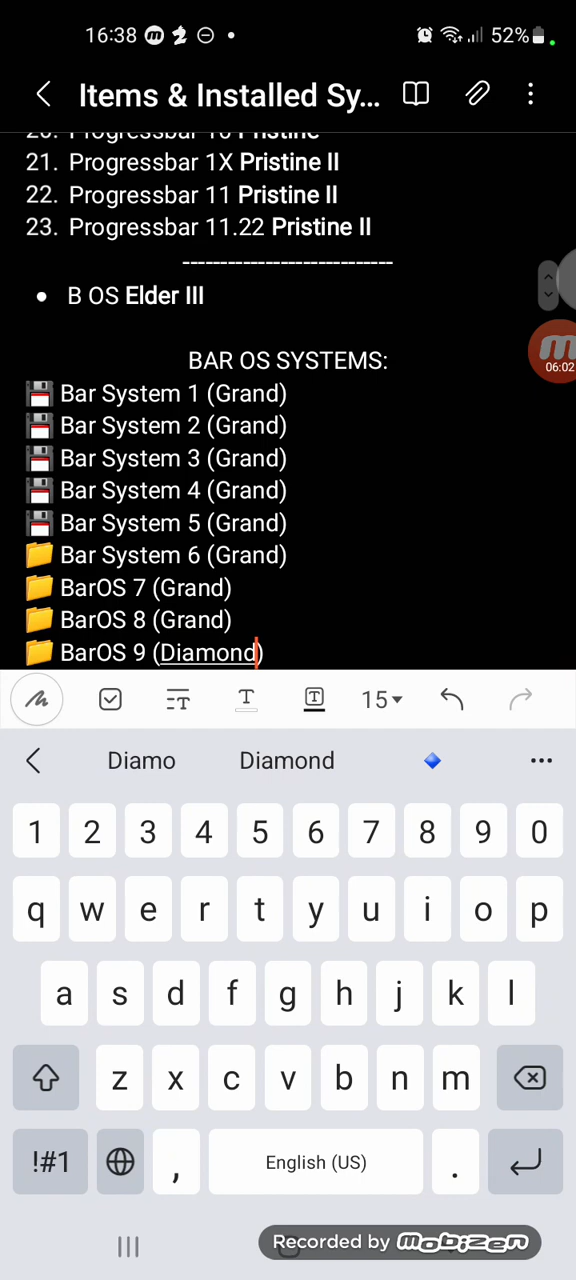 16:38 52%
Items & Installed Sy...
20. Progressbar 10 Pristine
21. Progressbar 1X Pristine II
22. Progressbar 11 Pristine II
23. Progressbar 11.22 Pristine II
----------------------------
• B OS Elder III
BAR OS SYSTEMS:
💾 Bar System 1 (Grand)
💾 Bar System 2 (Grand)
💾 Bar System 3 (Grand)
💾 Bar System 4 (Grand)
💾 Bar System 5 (Grand)
📁 Bar System 6 (Grand)
📁 BarOS 7 (Grand)
📁 BarOS 8 (Grand)
📁 BarOS 9 (Diamond)
06:02
T T 15
Diamo Diamond 🔹 ...
1 2 3 4 5 6 7 8 9 0
q w e r t y u i o p
a s d f g h j k l
z x c v b n m
!#1 , English (US) .
Recorded by mobizen